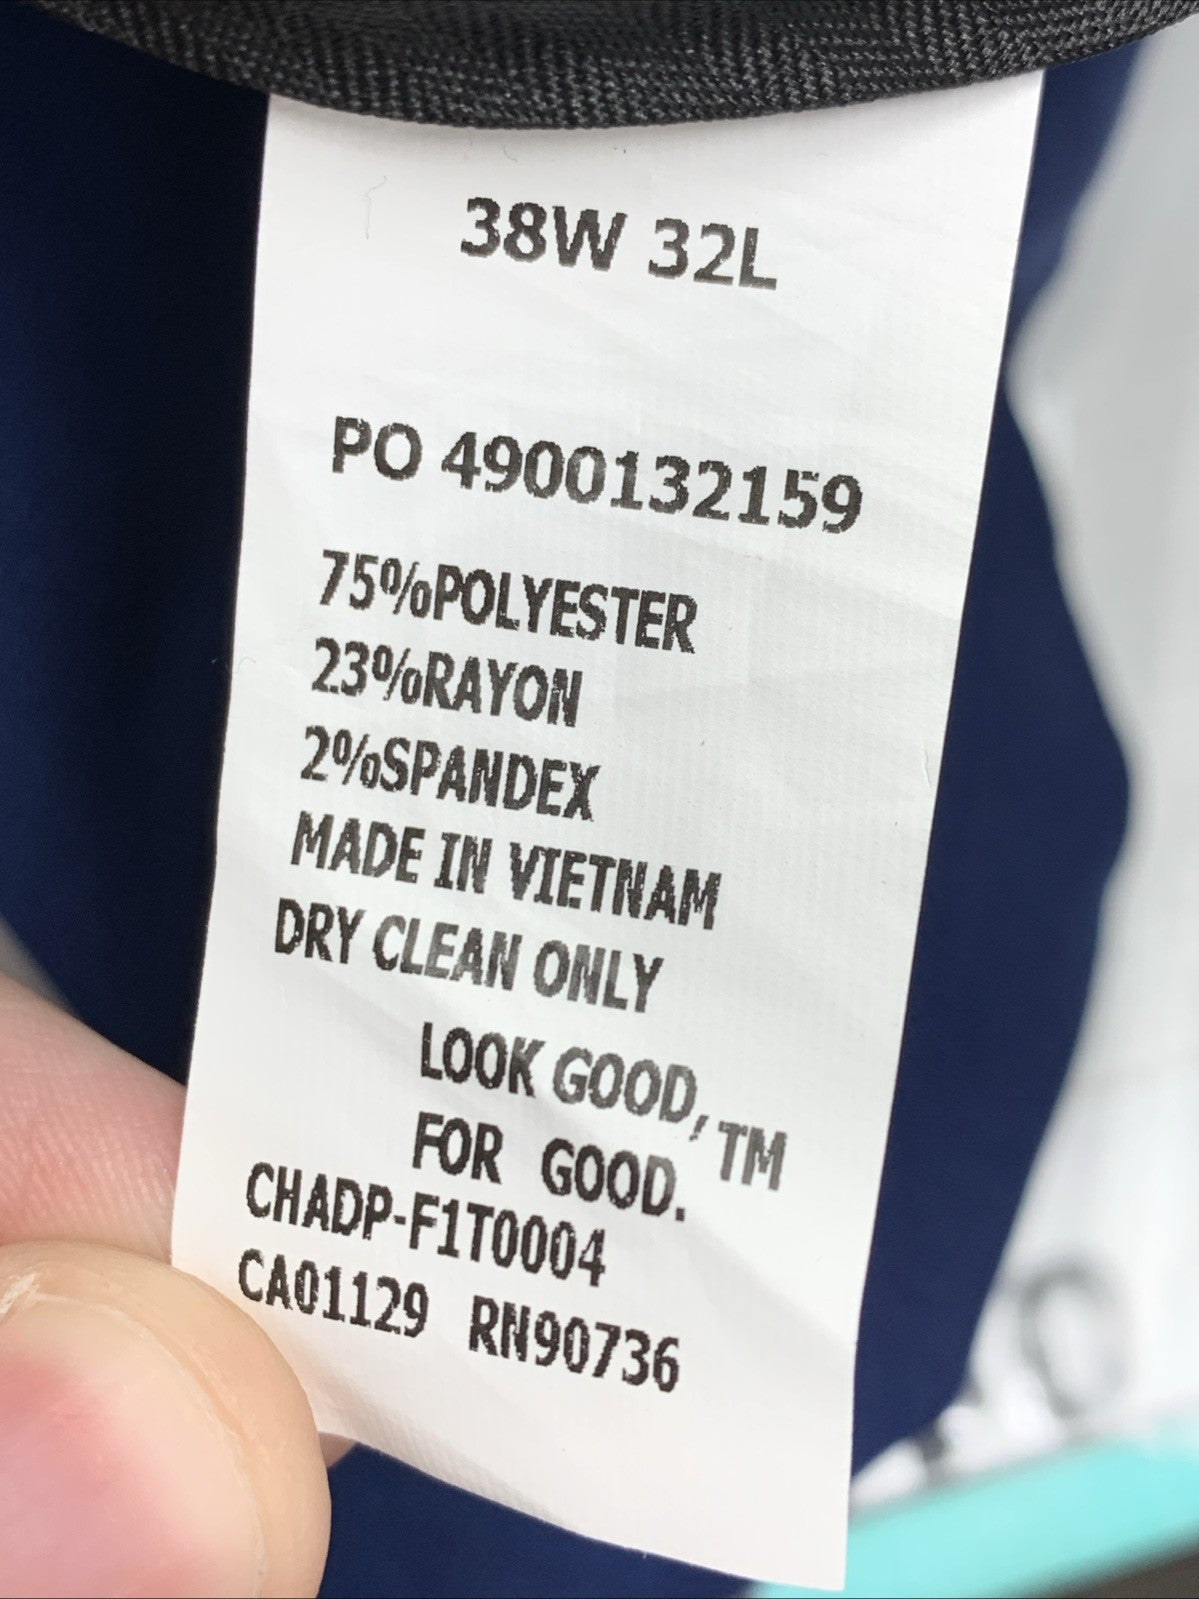 38W 32L
PO 4900132159
75%POLYESTER
23%RAYON
2%SPANDEX
MADE IN VIETNAM
DRY CLEAN ONLY
LOOK GOOD,TM
FOR GOOD.
CHADP-F1T0004
CA01129 RN90736